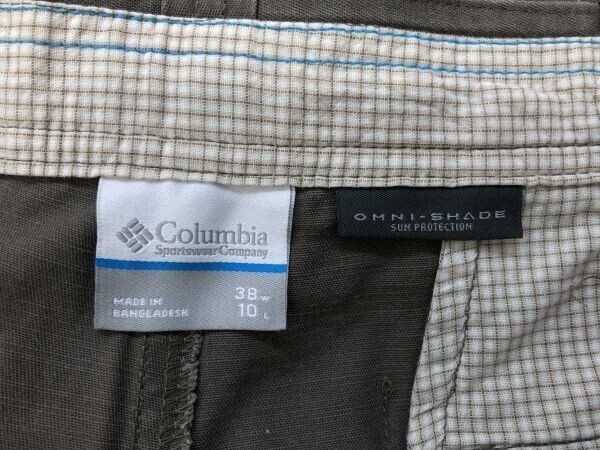 Columbia
Sportswear Company
MADE IN
BANGLADESH
38 W
10 L
OMNI-SHADE
SUN PROTECTION